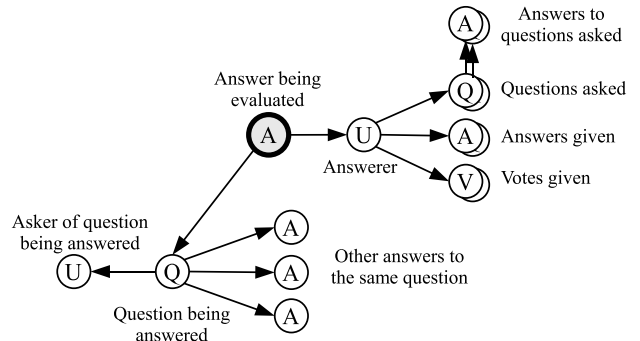 A
Answers to
questions asked
Answer being
evaluated
Q
Questions asked
A
U
A
Answers given
Answerer
V
Votes given
Asker of question
being answered
A
U
Q
A
Other answers to
the same question
Question being
answered
A